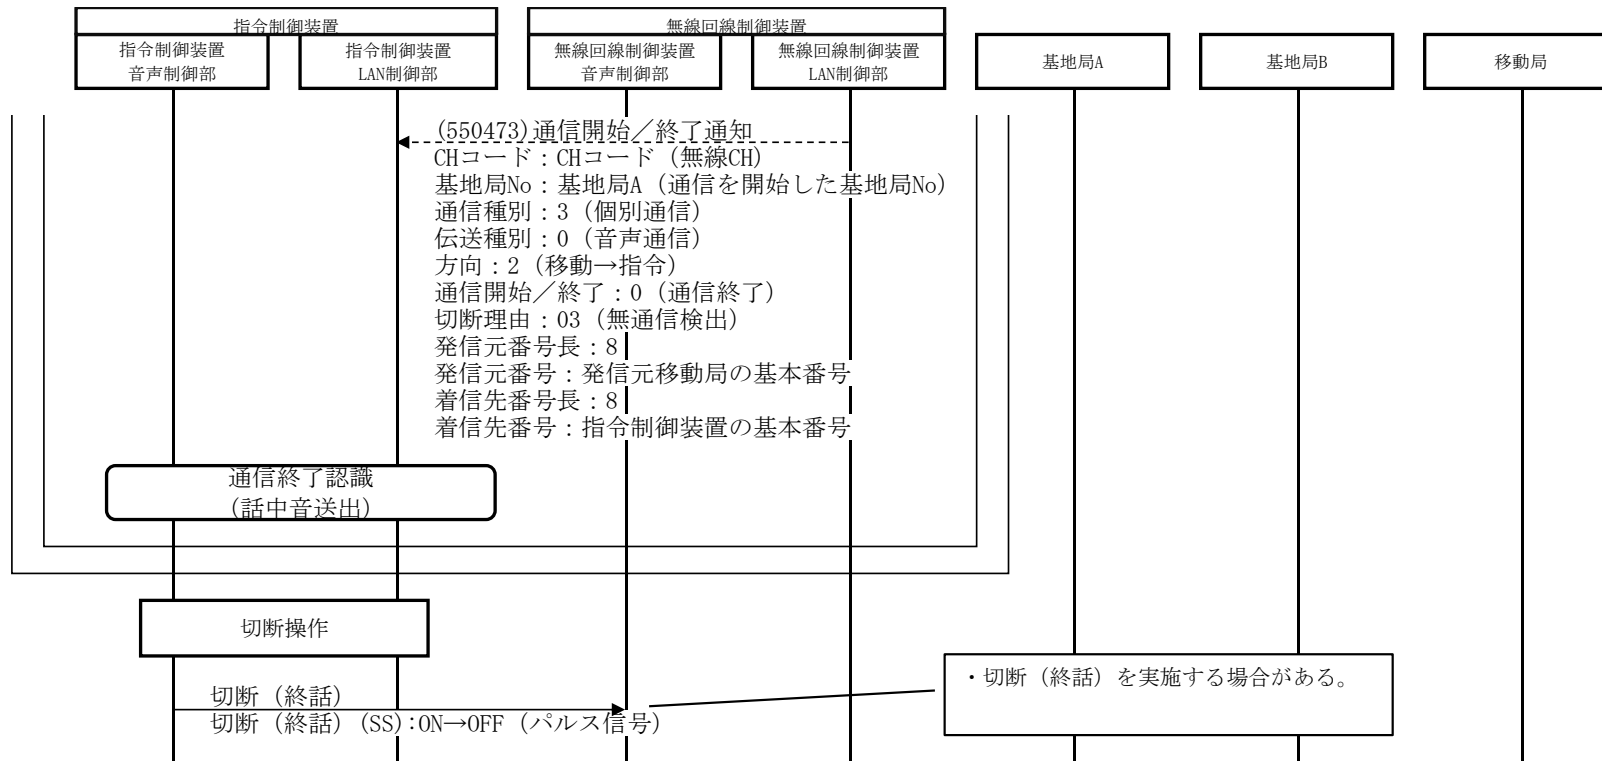 指令制御装置
無線回線制御装置
指令制御装置
音声制御部
指令制御装置
LAN制御部
無線回線制御装置
音声制御部
無線回線制御装置
LAN制御部
基地局A
基地局B
移動局
(550473)通信開始／終了通知
CHコード：CHコード（無線CH）
基地局No：基地局A（通信を開始した基地局No）
通信種別：3（個別通信）
伝送種別：0（音声通信）
方向：2（移動→指令）
通信開始／終了：0（通信終了）
切断理由：03（無通信検出）
発信元番号長：8
発信元番号：発信元移動局の基本番号
着信先番号長：8
着信先番号：指令制御装置の基本番号
通信終了認識
（話中音送出）
切断操作
・切断（終話）を実施する場合がある。
切断（終話）
切断（終話）(SS)：ON→OFF（パルス信号）